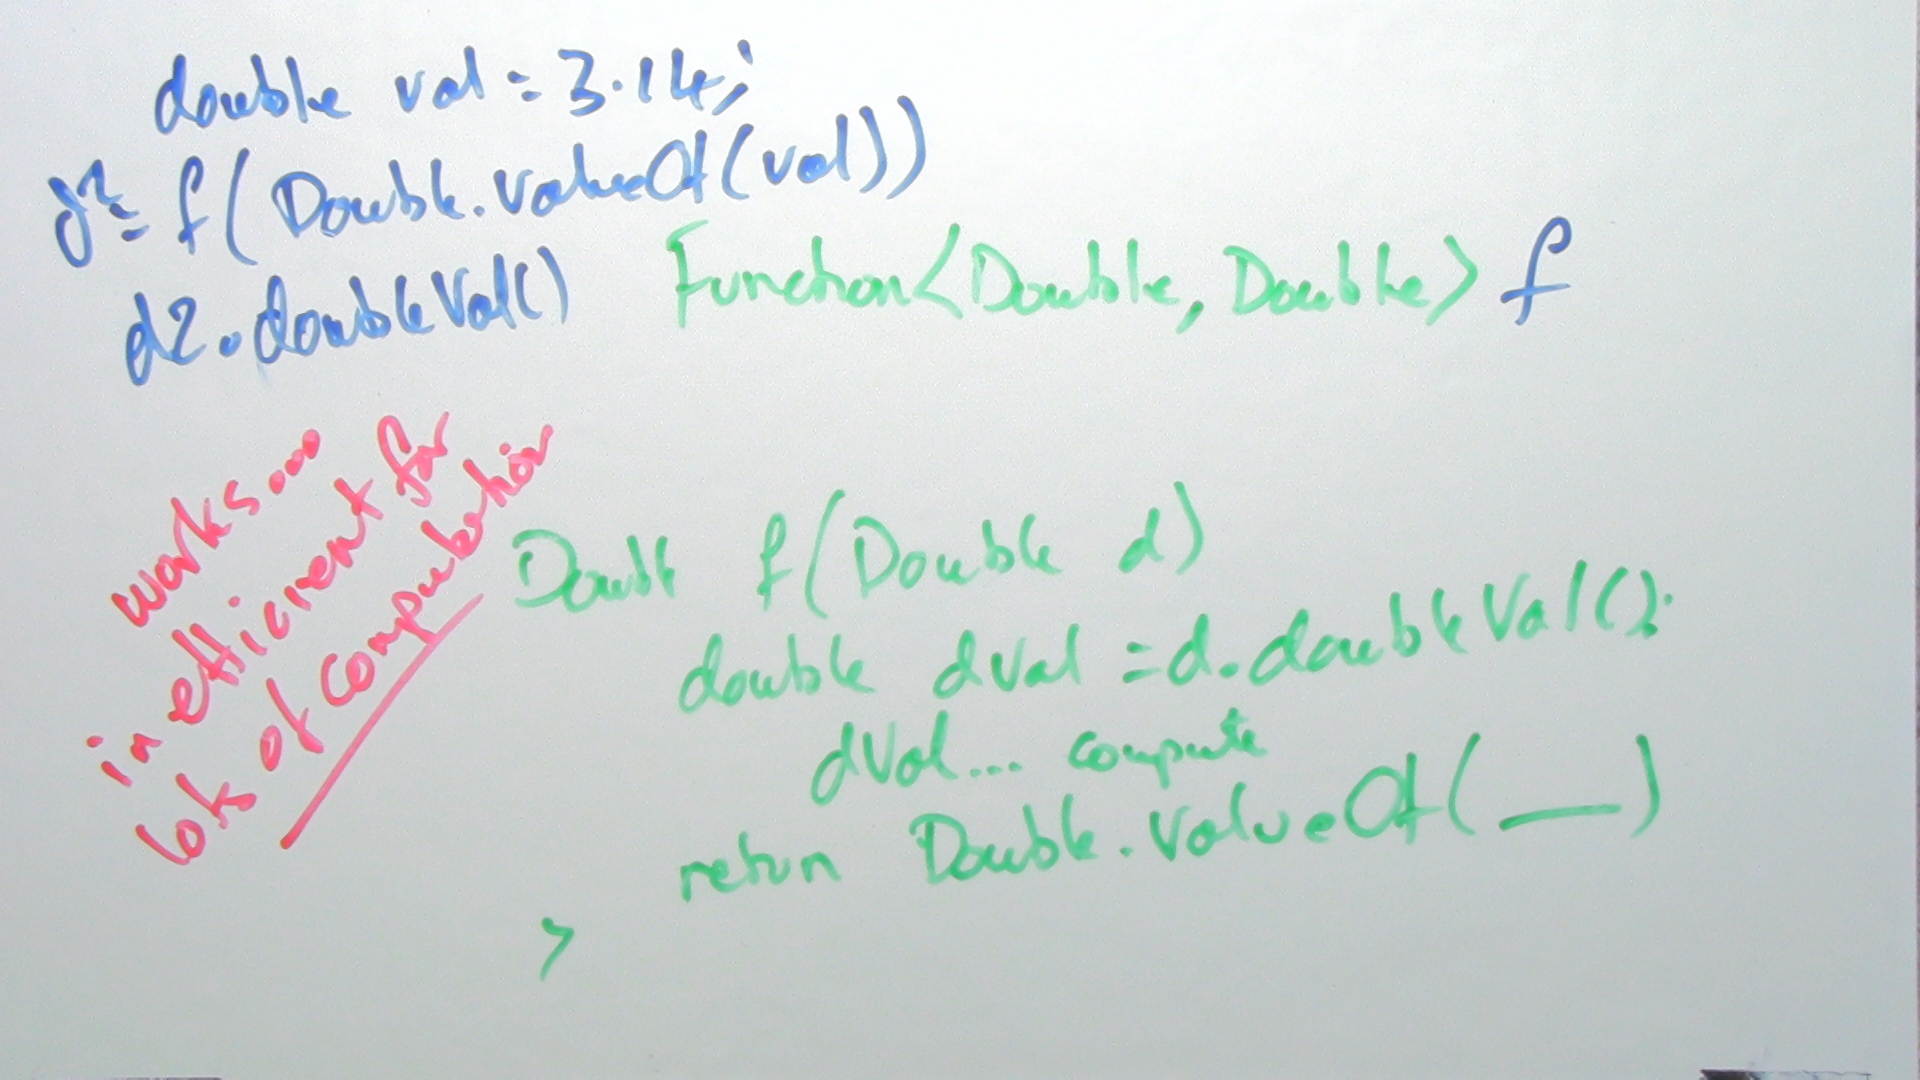 double val = 3.14;
d2 = f(Double.valueOf(val))
d2.doubleVal()
Function<Double, Double> f
works...
inefficient for
lots of computation
Double f(Double d)
double dval = d.doubleVal();
dval... compute
return Double.valueOf( __ )
}